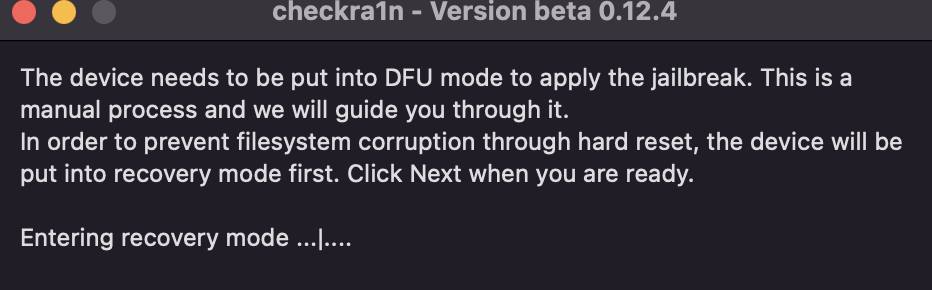 checkra1n - Version beta 0.12.4
The device needs to be put into DFU mode to apply the jailbreak. This is a
manual process and we will guide you through it.
In order to prevent filesystem corruption through hard reset, the device will be
put into recovery mode first. Click Next when you are ready.
Entering recovery mode ...|....